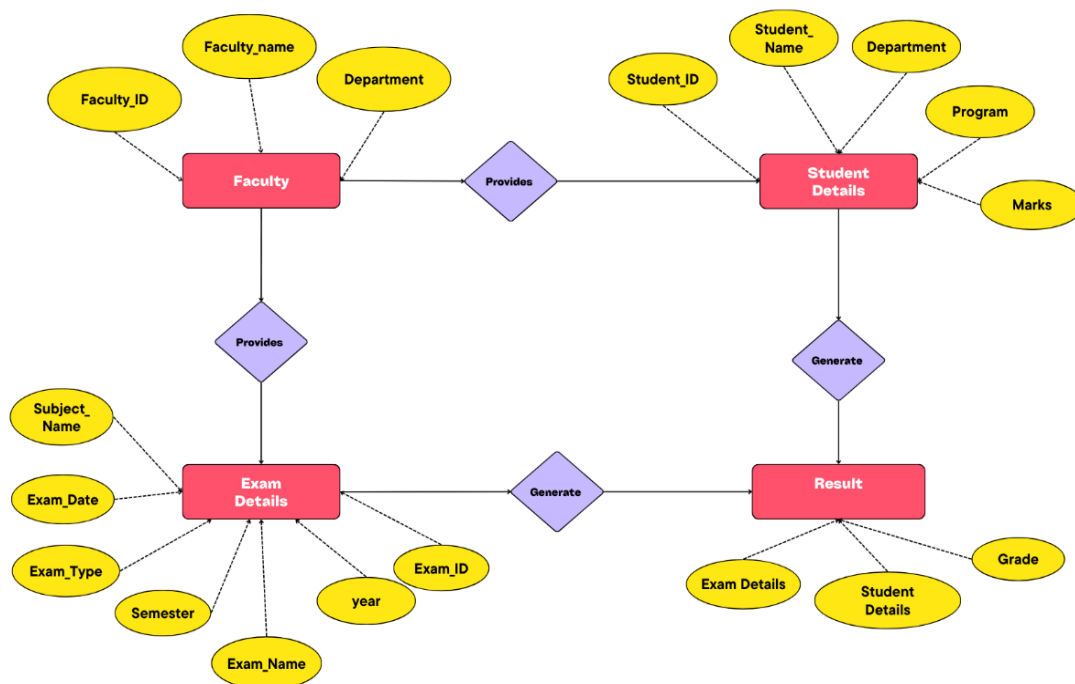 Faculty_name
Student_
Name
Department
Department
Student_ID
Faculty_ID
Program
Faculty
Provides
Student
Details
Marks
Provides
Generate
Subject_
Name
Exam
Details
Result
Exam_Date
Generate
Exam_Type
Exam_ID
Grade
Exam Details
year
Student
Details
Semester
Exam_Name